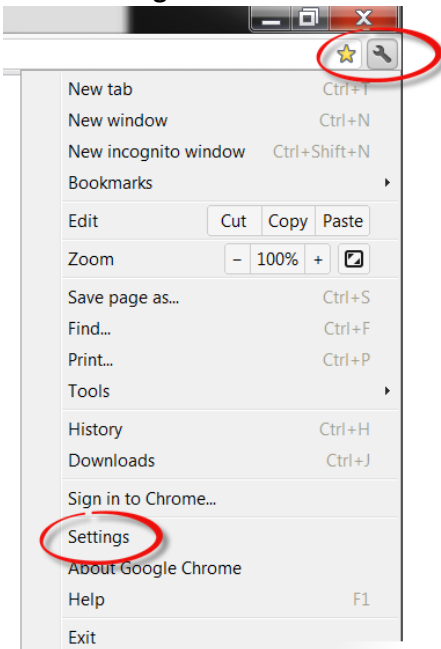 New tab Ctrl+T
New window Ctrl+N
New incognito window Ctrl+Shift+N
Bookmarks
Edit Cut Copy Paste
Zoom - 100% +
Save page as... Ctrl+S
Find... Ctrl+F
Print... Ctrl+P
Tools
History Ctrl+H
Downloads Ctrl+J
Sign in to Chrome...
Settings
About Google Chrome
Help F1
Exit